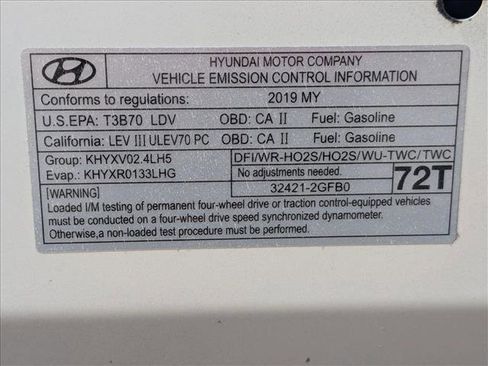 HYUNDAI MOTOR COMPANY
VEHICLE EMISSION CONTROL INFORMATION
Conforms to regulations: 2019 MY
U.S.EPA: T3B70 LDV OBD: CA II Fuel: Gasoline
California: LEV III ULEV70 PC OBD: CA II Fuel: Gasoline
Group: KHYXV02.4LH5 DFI/WR-HO2S/HO2S/WU-TWC/TWC
Evap.: KHYXR0133LHG No adjustments needed. 72T
[WARNING] 32421-2GFB0
Loaded I/M testing of permanent four-wheel drive or traction control-equipped vehicles
must be conducted on a four-wheel drive speed synchronized dynamometer.
Otherwise,a non-loaded test procedure must be conducted.